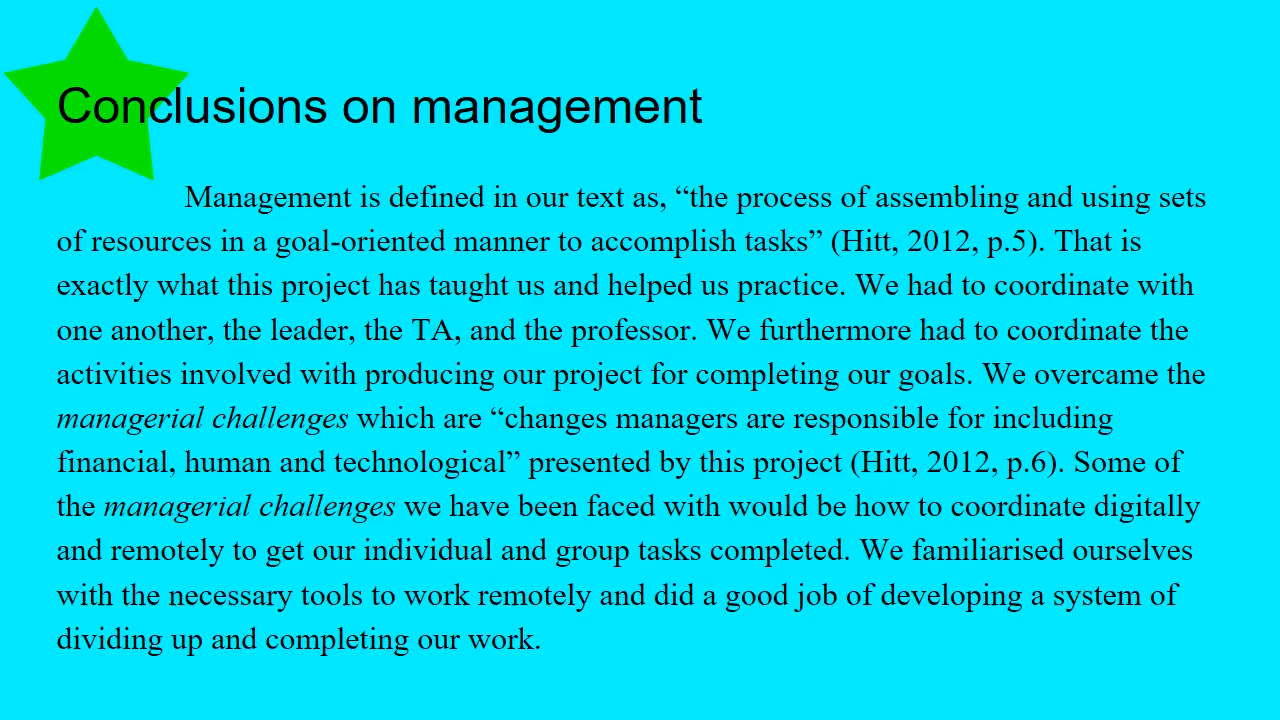 Conclusions on management
Management is defined in our text as, “the process of assembling and using sets
of resources in a goal-oriented manner to accomplish tasks” (Hitt, 2012, p.5). That is
exactly what this project has taught us and helped us practice. We had to coordinate with
one another, the leader, the TA, and the professor. We furthermore had to coordinate the
activities involved with producing our project for completing our goals. We overcame the
managerial challenges which are “changes managers are responsible for including
financial, human and technological” presented by this project (Hitt, 2012, p.6). Some of
the managerial challenges we have been faced with would be how to coordinate digitally
and remotely to get our individual and group tasks completed. We familiarised ourselves
with the necessary tools to work remotely and did a good job of developing a system of
dividing up and completing our work.